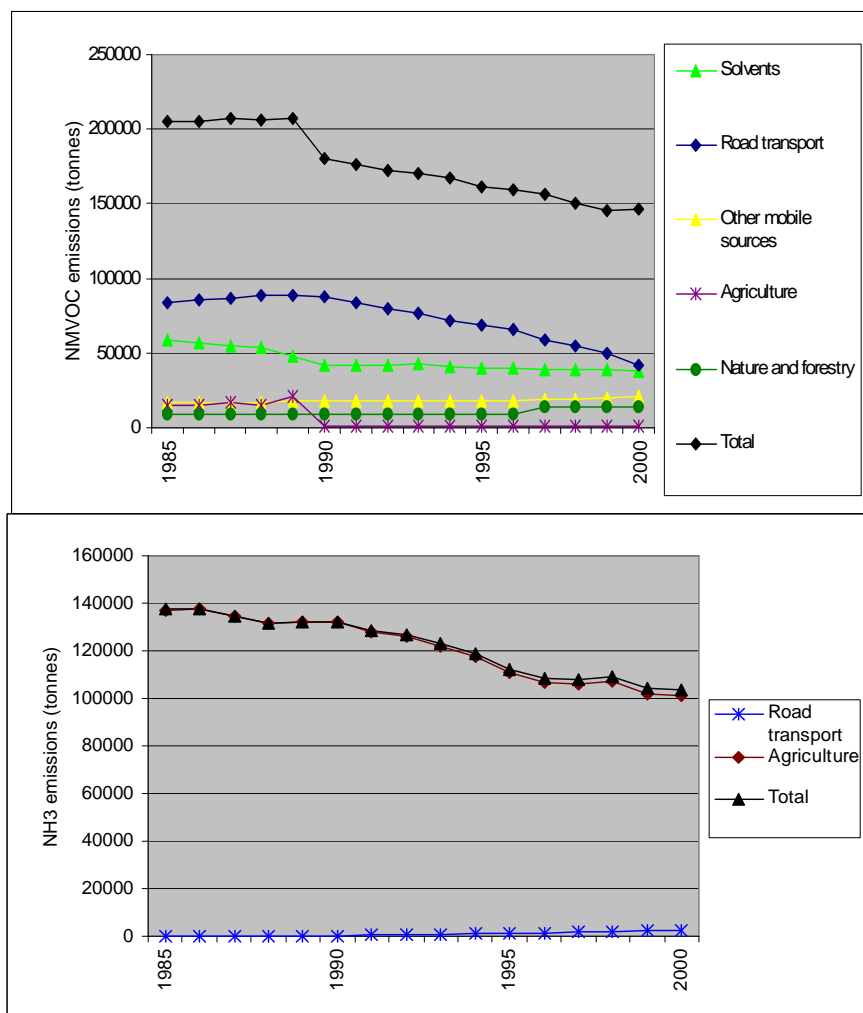 250000
200000
150000
100000
50000
0
NMVOC emissions (tonnes)
1985
1990
1995
2000
Solvents
Road transport
Other mobile
sources
Agriculture
Nature and forestry
Total
160000
140000
120000
100000
80000
60000
40000
20000
0
NH3 emissions (tonnes)
1985
1990
1995
2000
Road
transport
Agriculture
Total